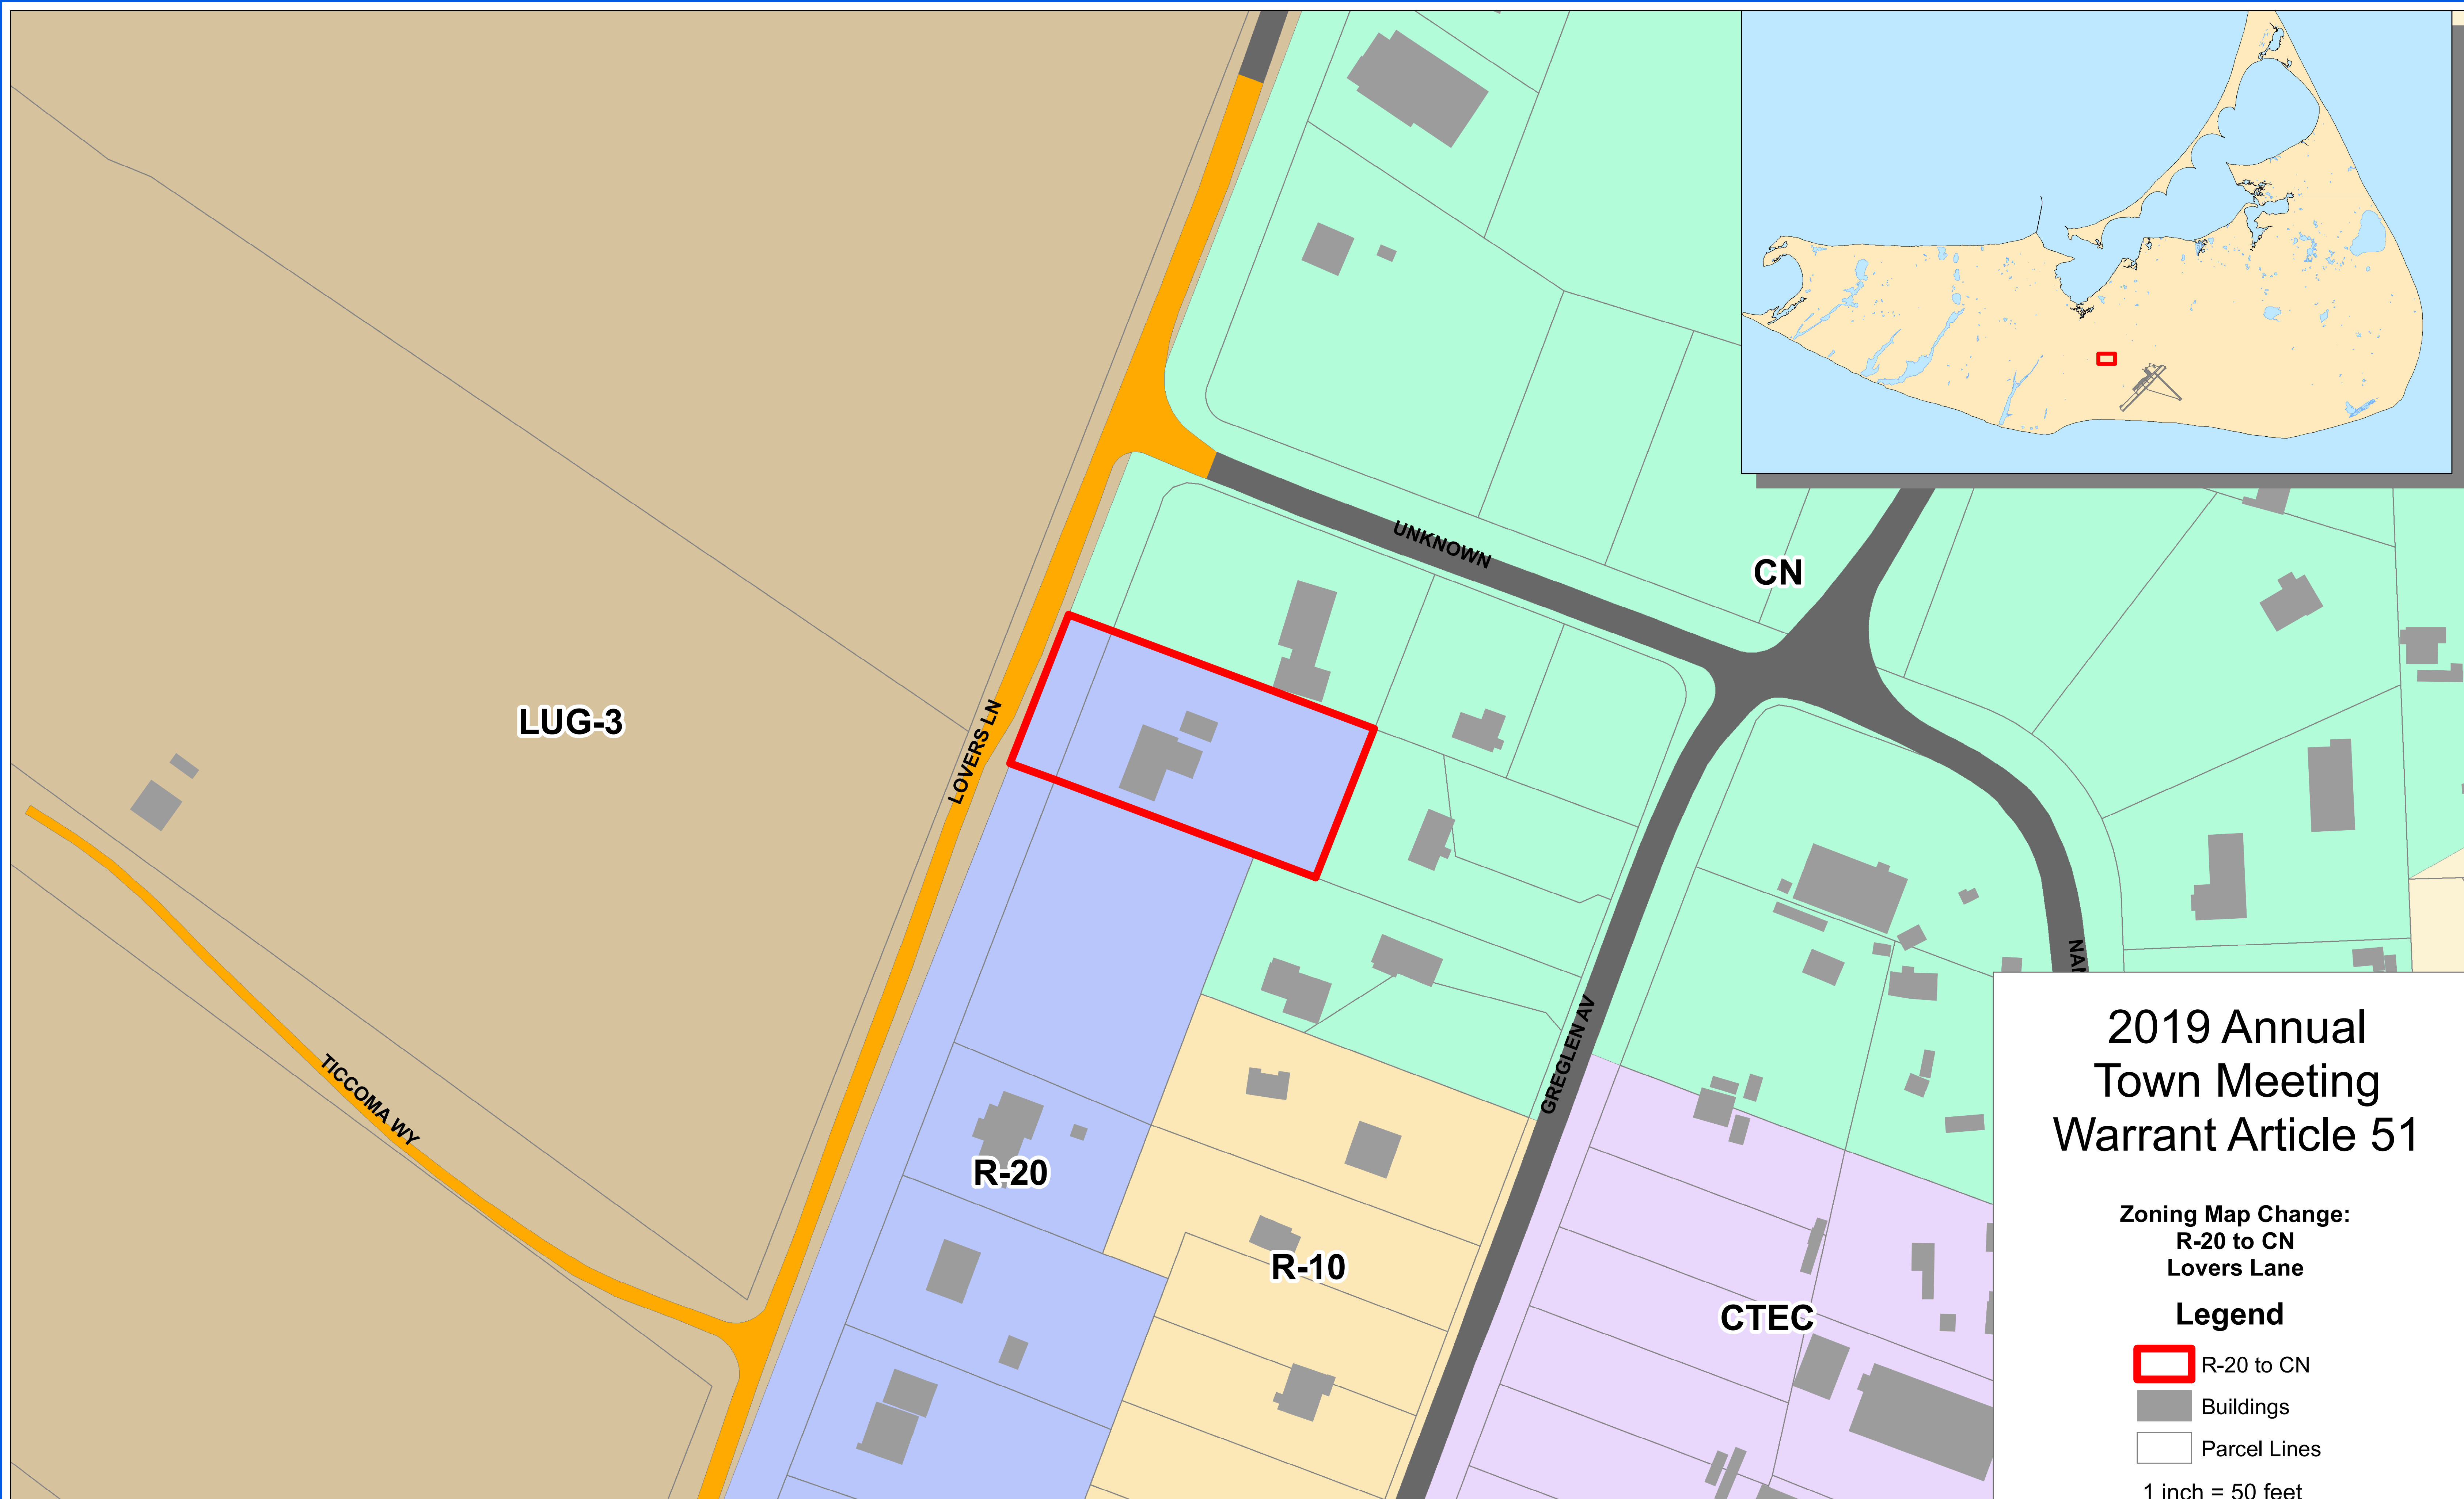 UNKNOWN
CN
LUG-3
LOVERS LN
TICCOMA WY
R-20
GREGLEN AV
R-10
CTEC
2019 Annual
Town Meeting
Warrant Article 51
Zoning Map Change:
R-20 to CN
Lovers Lane
Legend
R-20 to CN
Buildings
Parcel Lines
1 inch = 50 feet